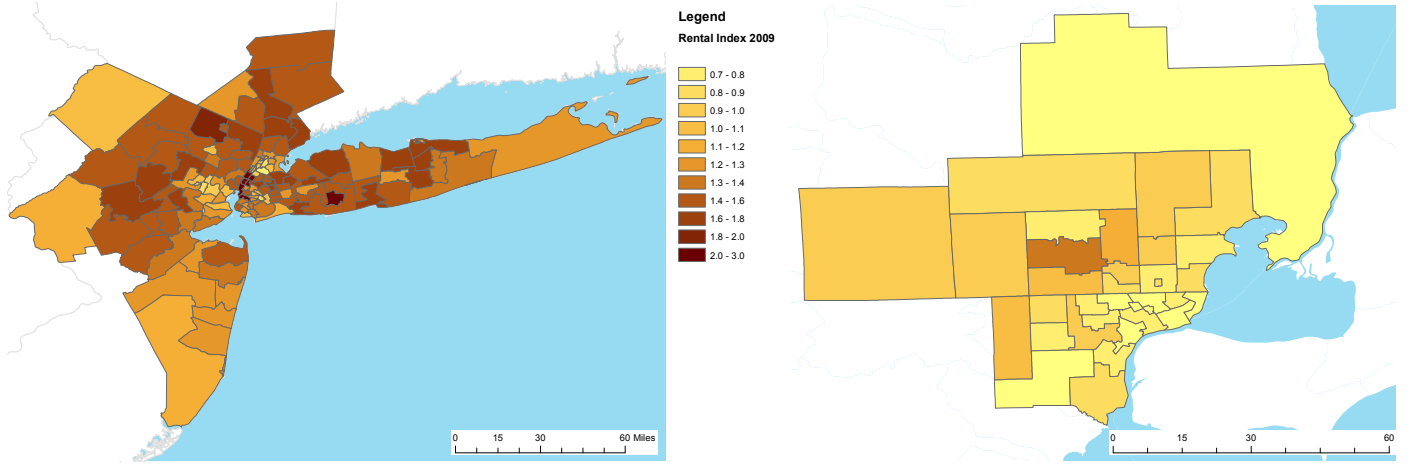 Legend
Rental Index 2009
0.7 - 0.8
0.8 - 0.9
0.9 - 1.0
1.0 - 1.1
1.1 - 1.2
1.2 - 1.3
1.3 - 1.4
1.4 - 1.6
1.6 - 1.8
1.8 - 2.0
2.0 - 3.0
0 15 30 60 Miles
0 15 30 60